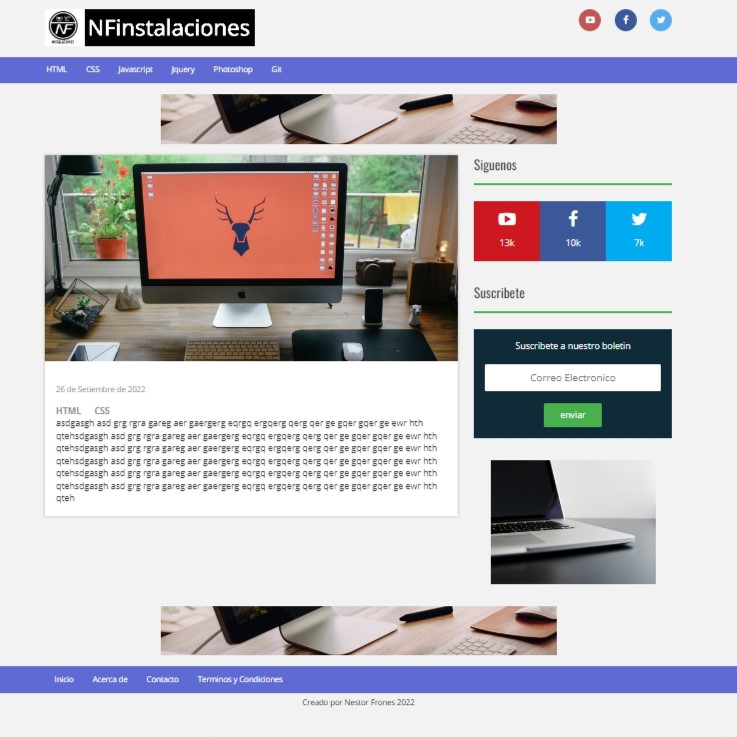 NFinstalaciones
HTML CSS Javascript Jquery Photoshop Git
Siguenos
13k 10k 7k
Suscribete
Suscribete a nuestro boletin
Correo Electronico
enviar
26 de Setiembre de 2022
HTML CSS
asdgasgh asd grg rgra gareg aer gaergerg eqrgq ergqerg qerg qer ge gqer gqer ge ewr hth
qtehsdgasgh asd grg rgra gareg aer gaergerg eqrgq ergqerg qerg qer ge gqer gqer ge ewr hth
qtehsdgasgh asd grg rgra gareg aer gaergerg eqrgq ergqerg qerg qer ge gqer gqer ge ewr hth
qtehsdgasgh asd grg rgra gareg aer gaergerg eqrgq ergqerg qerg qer ge gqer gqer ge ewr hth
qtehsdgasgh asd grg rgra gareg aer gaergerg eqrgq ergqerg qerg qer ge gqer gqer ge ewr hth
qtehsdgasgh asd grg rgra gareg aer gaergerg eqrgq ergqerg qerg qer ge gqer gqer ge ewr hth
qteh
Inicio Acerca de Contacto Terminos y Condiciones
Creado por Nestor Frones 2022